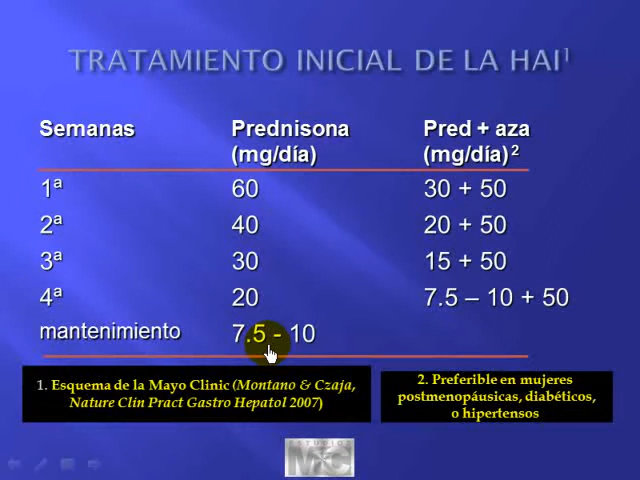 TRATAMIENTO INICIAL DE LA HAI¹
Semanas Prednisona Pred + aza
(mg/día) (mg/día)²
1ª 60 30 + 50
2ª 40 20 + 50
3ª 30 15 + 50
4ª 20 7.5 – 10 + 50
mantenimiento 7.5 - 10
1. Esquema de la Mayo Clinic (Montano & Czaja,
Nature Clin Pract Gastro Hepatol 2007)
2. Preferible en mujeres
postmenopáusicas, diabéticos,
o hipertensos
ESTUDIOS
MC